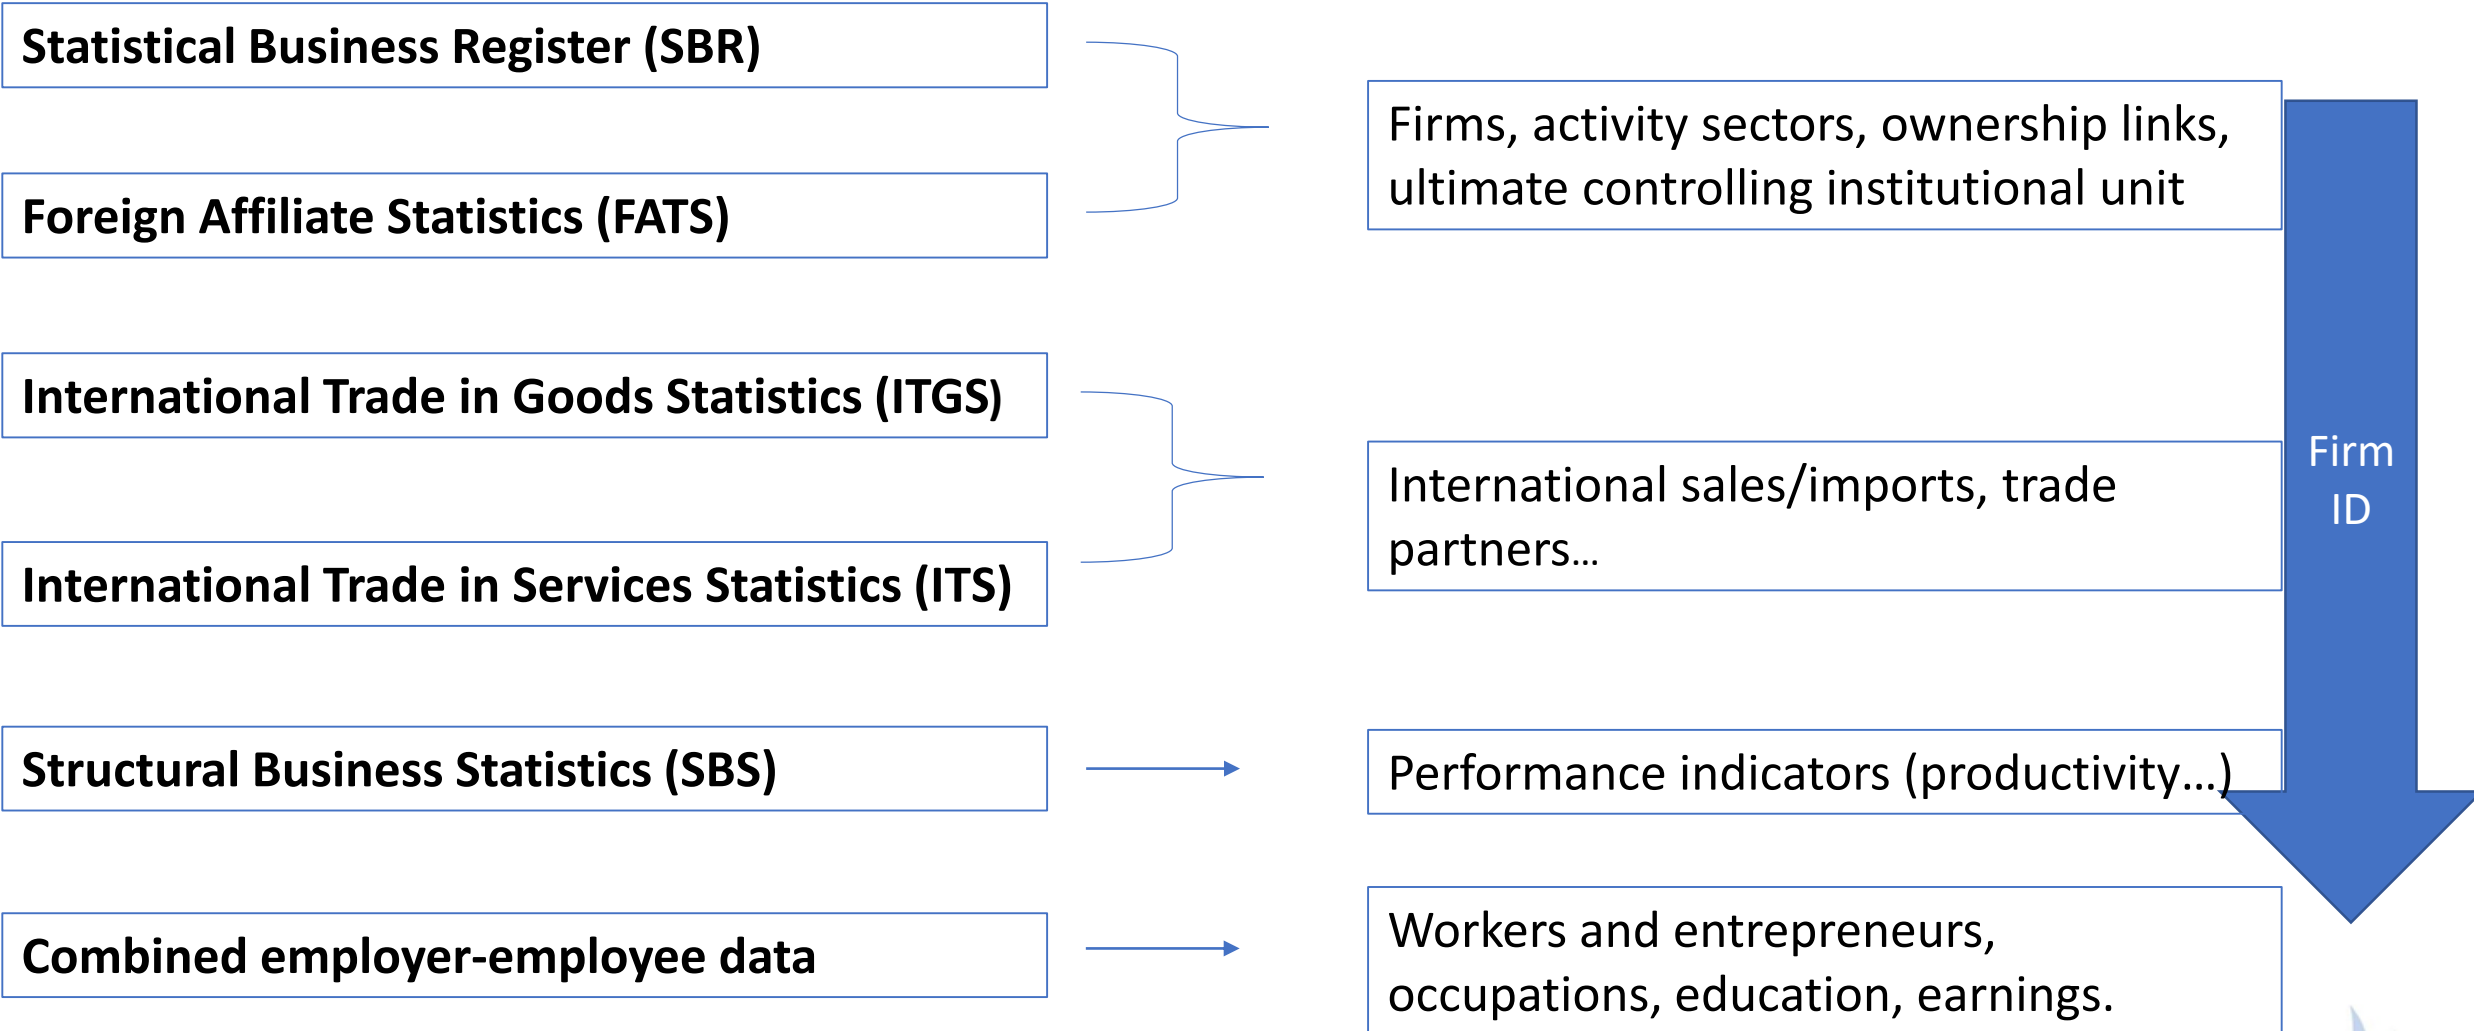 Statistical Business Register (SBR)
Foreign Affiliate Statistics (FATS)
Firms, activity sectors, ownership links,
ultimate controlling institutional unit
International Trade in Goods Statistics (ITGS)
International Trade in Services Statistics (ITS)
International sales/imports, trade
partners...
Firm
ID
Structural Business Statistics (SBS)
Performance indicators (productivity...)
Combined employer-employee data
Workers and entrepreneurs,
occupations, education, earnings.